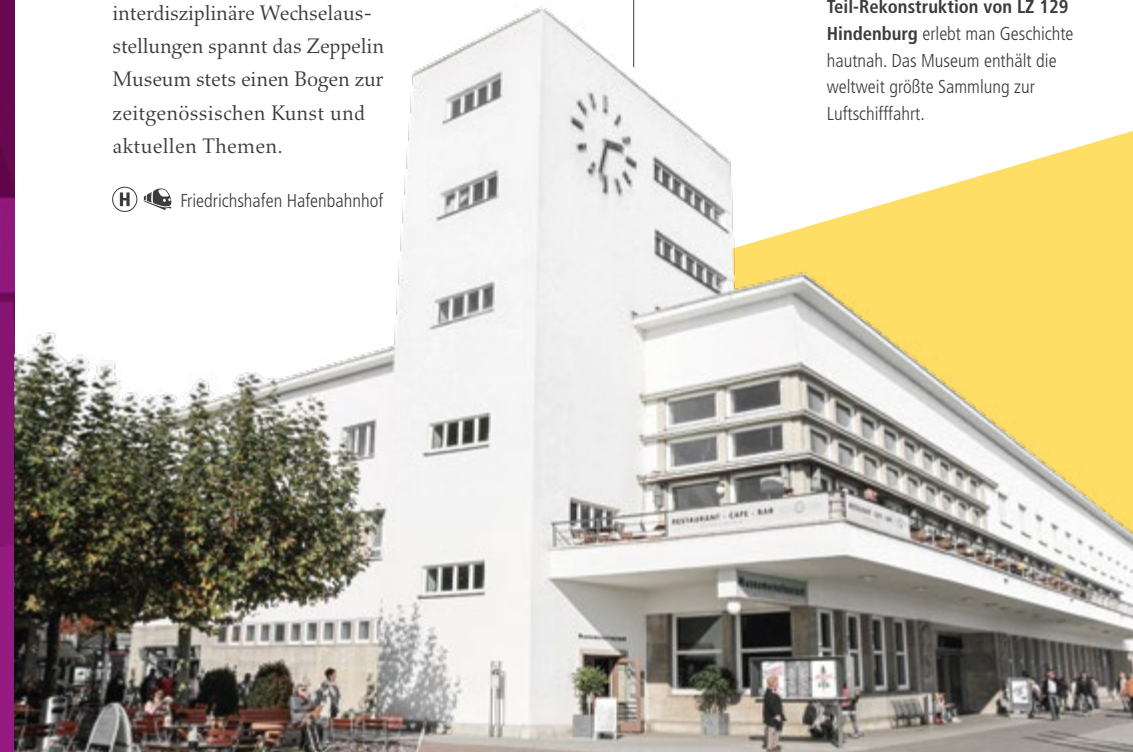 interdisziplinäre Wechselaus-
stellungen spannt das Zeppelin
Museum stets einen Bogen zur
zeitgenössischen Kunst und
aktuellen Themen.
H Friedrichshafen Hafenbahnhof
Teil-Rekonstruktion von LZ 129
Hindenburg erlebt man Geschichte
hautnah. Das Museum enthält die
weltweit größte Sammlung zur
Luftschifffahrt.
RESTAURANT · CAFE · BAR